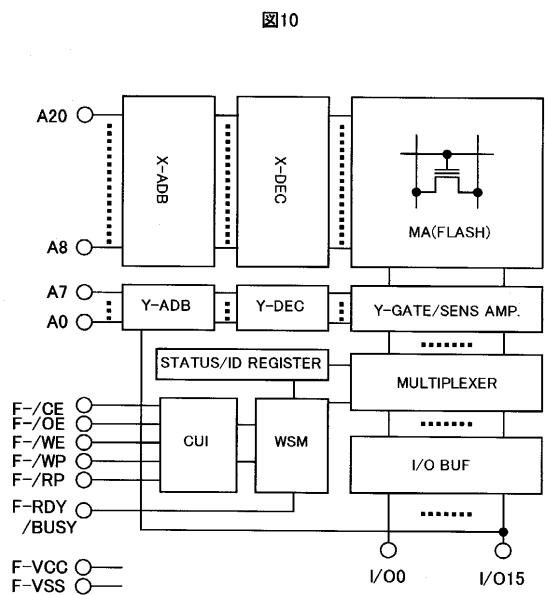 図10
A20
A8
A7
A0
X-ADB
X-DEC
MA(FLASH)
Y-ADB
Y-DEC
Y-GATE/SENS AMP.
STATUS/ID REGISTER
MULTIPLEXER
F-/CE
F-/OE
F-/WE
F-/WP
F-/RP
CUI
WSM
I/O BUF
F-RDY
/BUSY
F-VCC
F-VSS
I/O0
I/O15